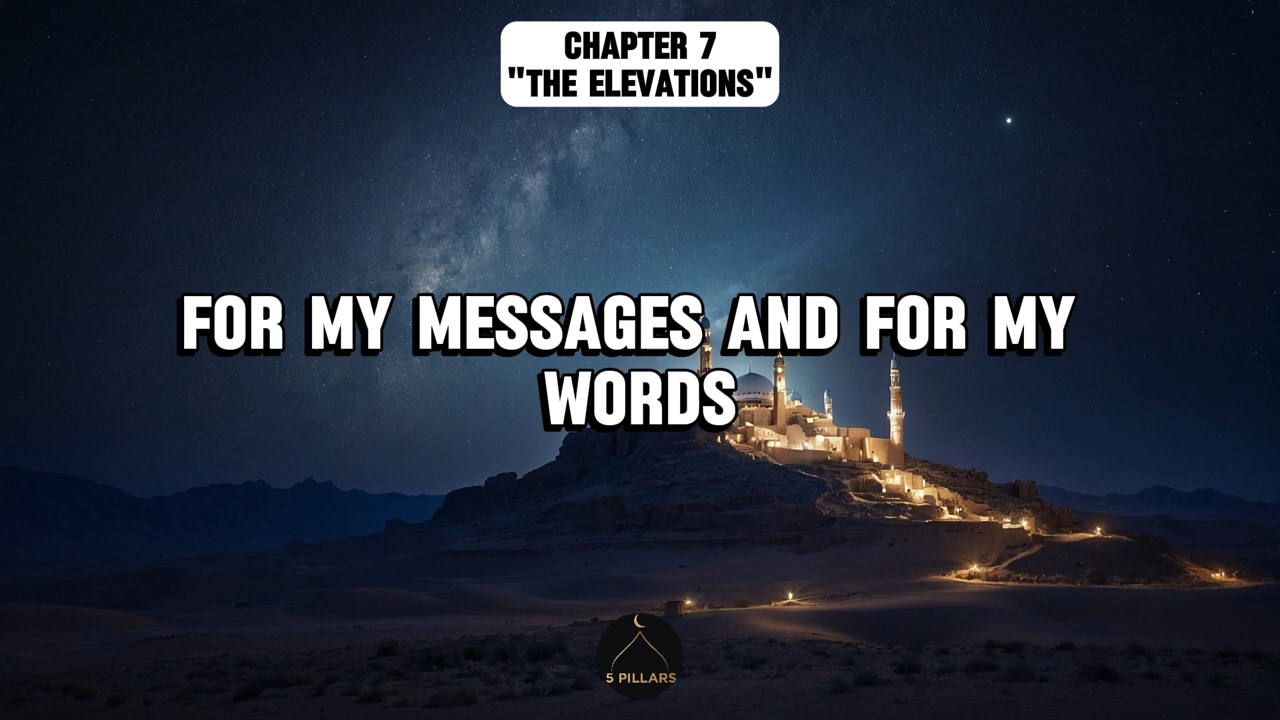 CHAPTER 7
"THE ELEVATIONS"
FOR MY MESSAGES AND FOR MY
WORDS
5 PILLARS